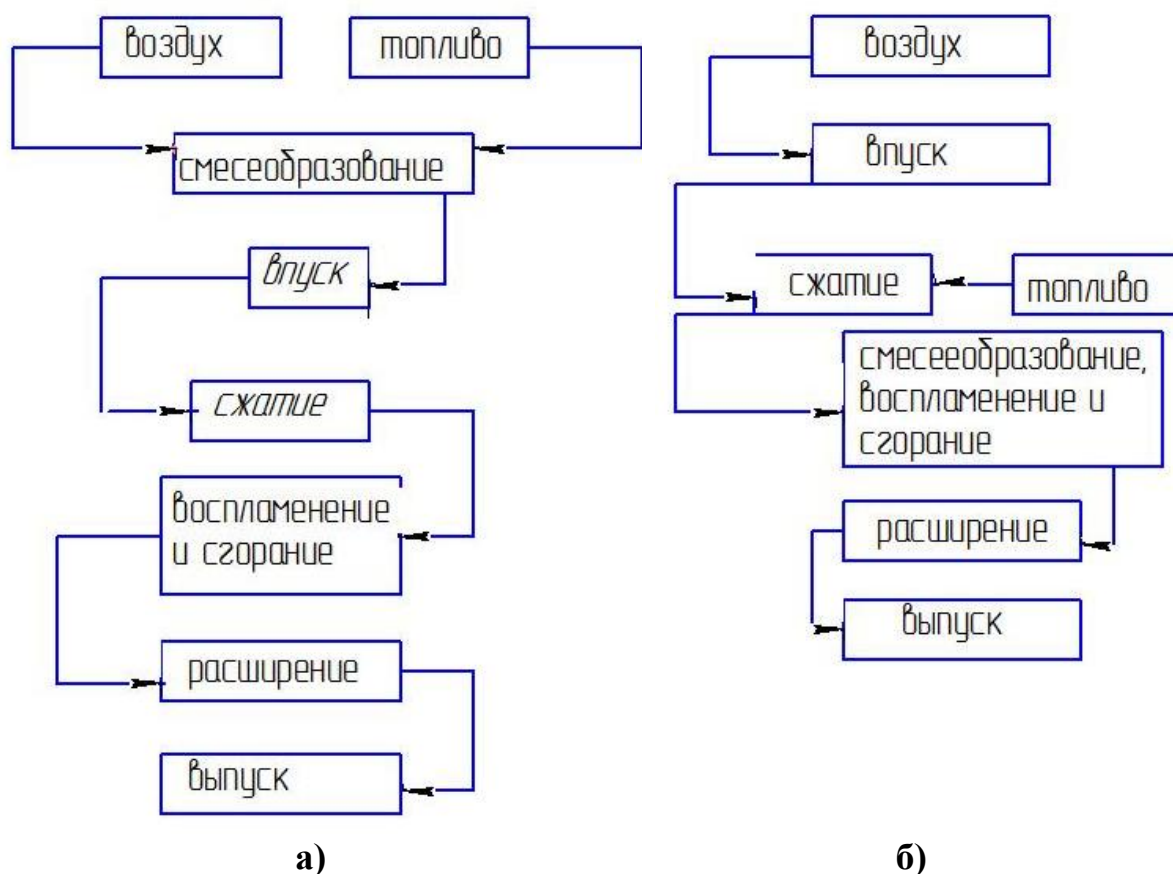 воздух
топливо
смесеобразование
впуск
сжатие
воспламенение
и сгорание
расширение
выпуск
а)
воздух
впуск
сжатие
топливо
смесееобразование,
воспламенение и
сгорание
расширение
выпуск
б)